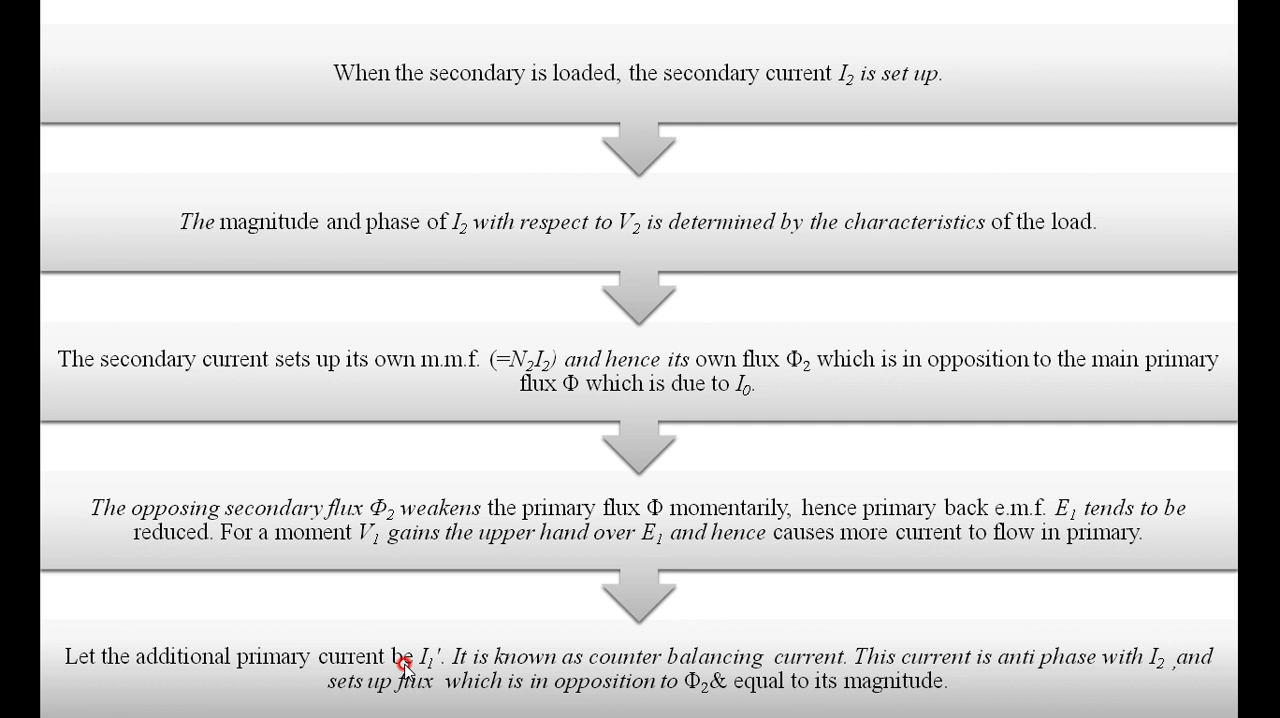 When the secondary is loaded, the secondary current I₂ is set up.
The magnitude and phase of I₂ with respect to V₂ is determined by the characteristics of the load.
The secondary current sets up its own m.m.f. (=N₂I₂) and hence its own flux Φ₂ which is in opposition to the main primary
flux Φ which is due to I₀.
The opposing secondary flux Φ₂ weakens the primary flux Φ momentarily, hence primary back e.m.f. E₁ tends to be
reduced. For a moment V₁ gains the upper hand over E₁ and hence causes more current to flow in primary.
Let the additional primary current be I₁'. It is known as counter balancing current. This current is anti phase with I₂ ,and
sets up flux which is in opposition to Φ₂& equal to its magnitude.